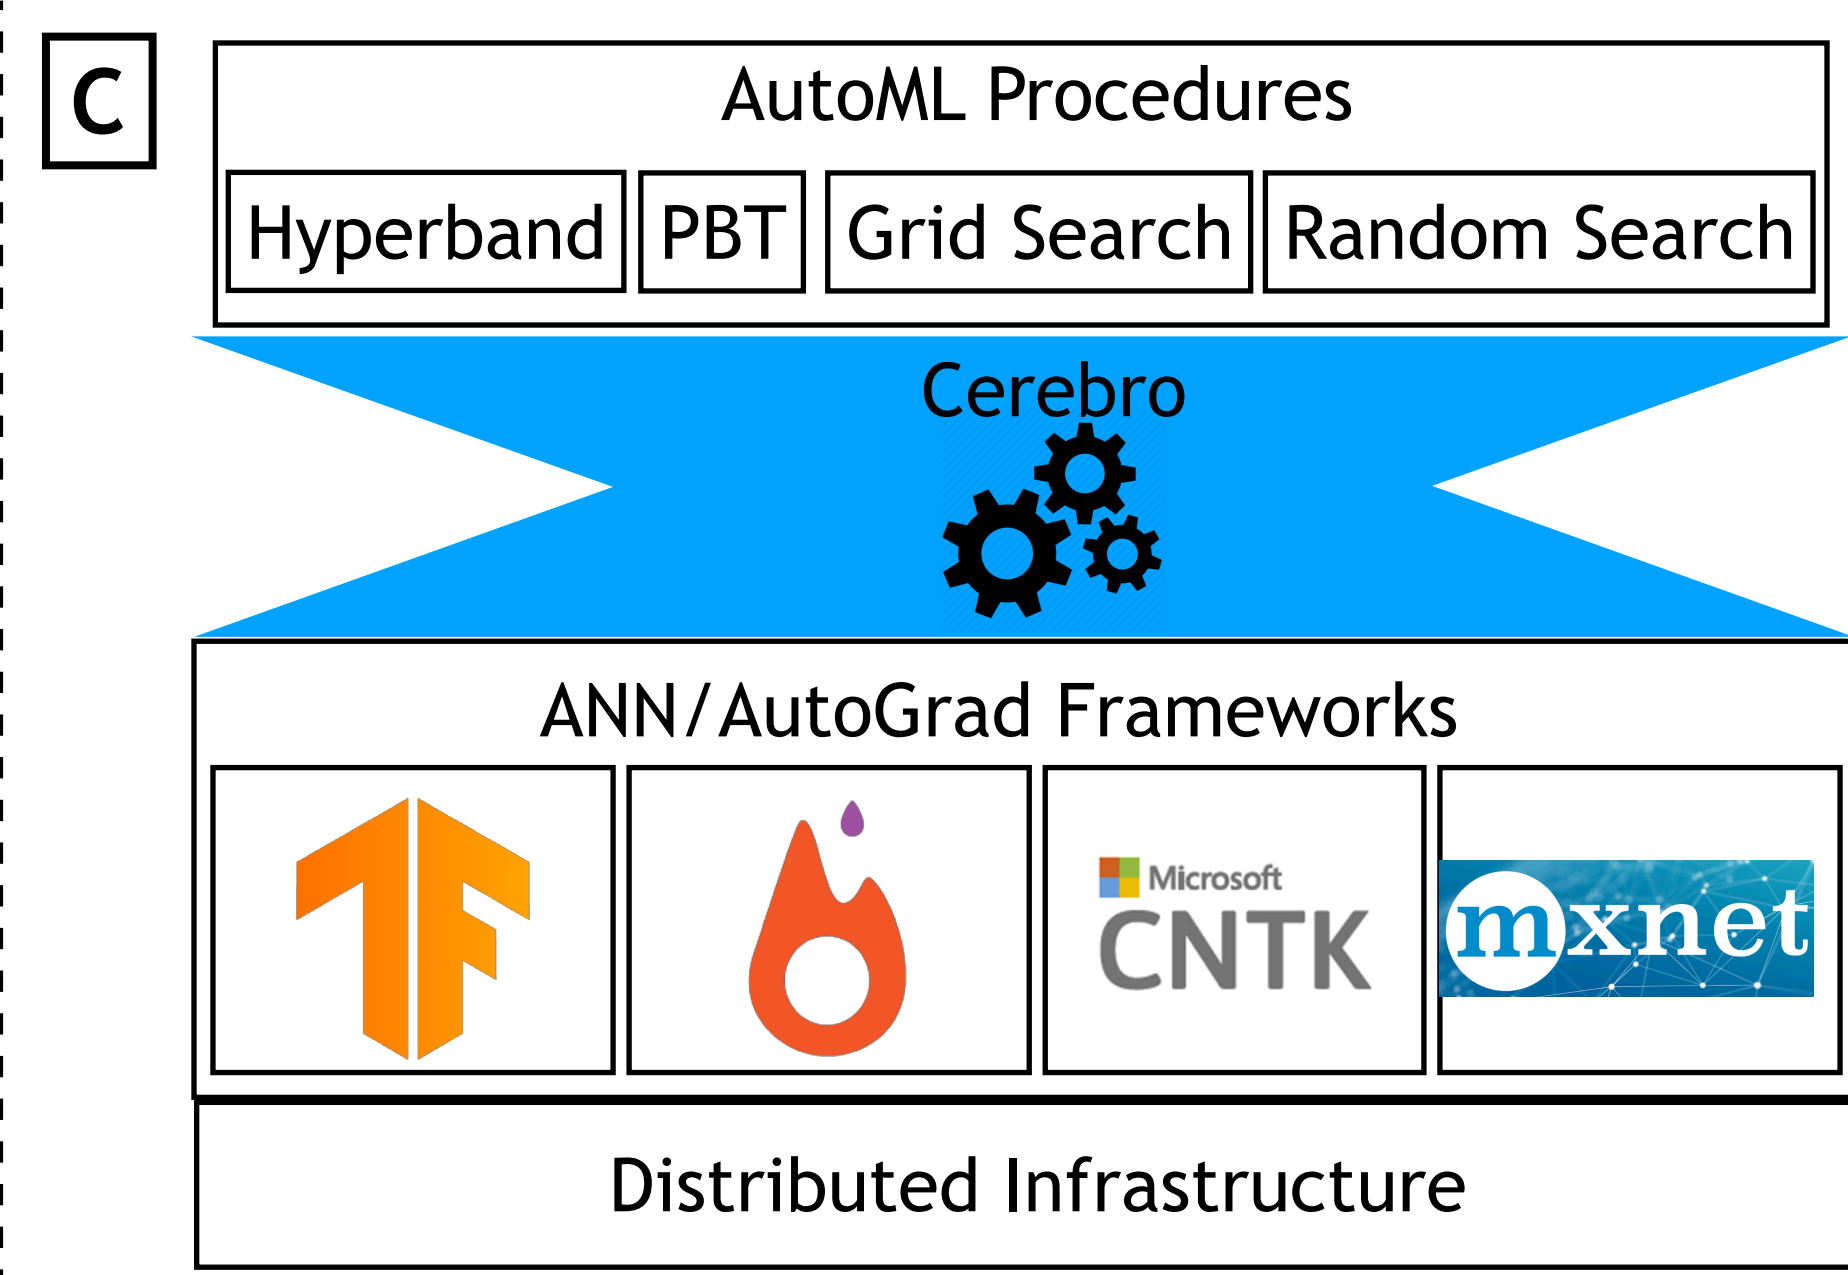 C
AutoML Procedures
Hyperband PBT Grid Search Random Search
Cerebro
ANN/AutoGrad Frameworks
Microsoft
CNTK
mxnet
Distributed Infrastructure